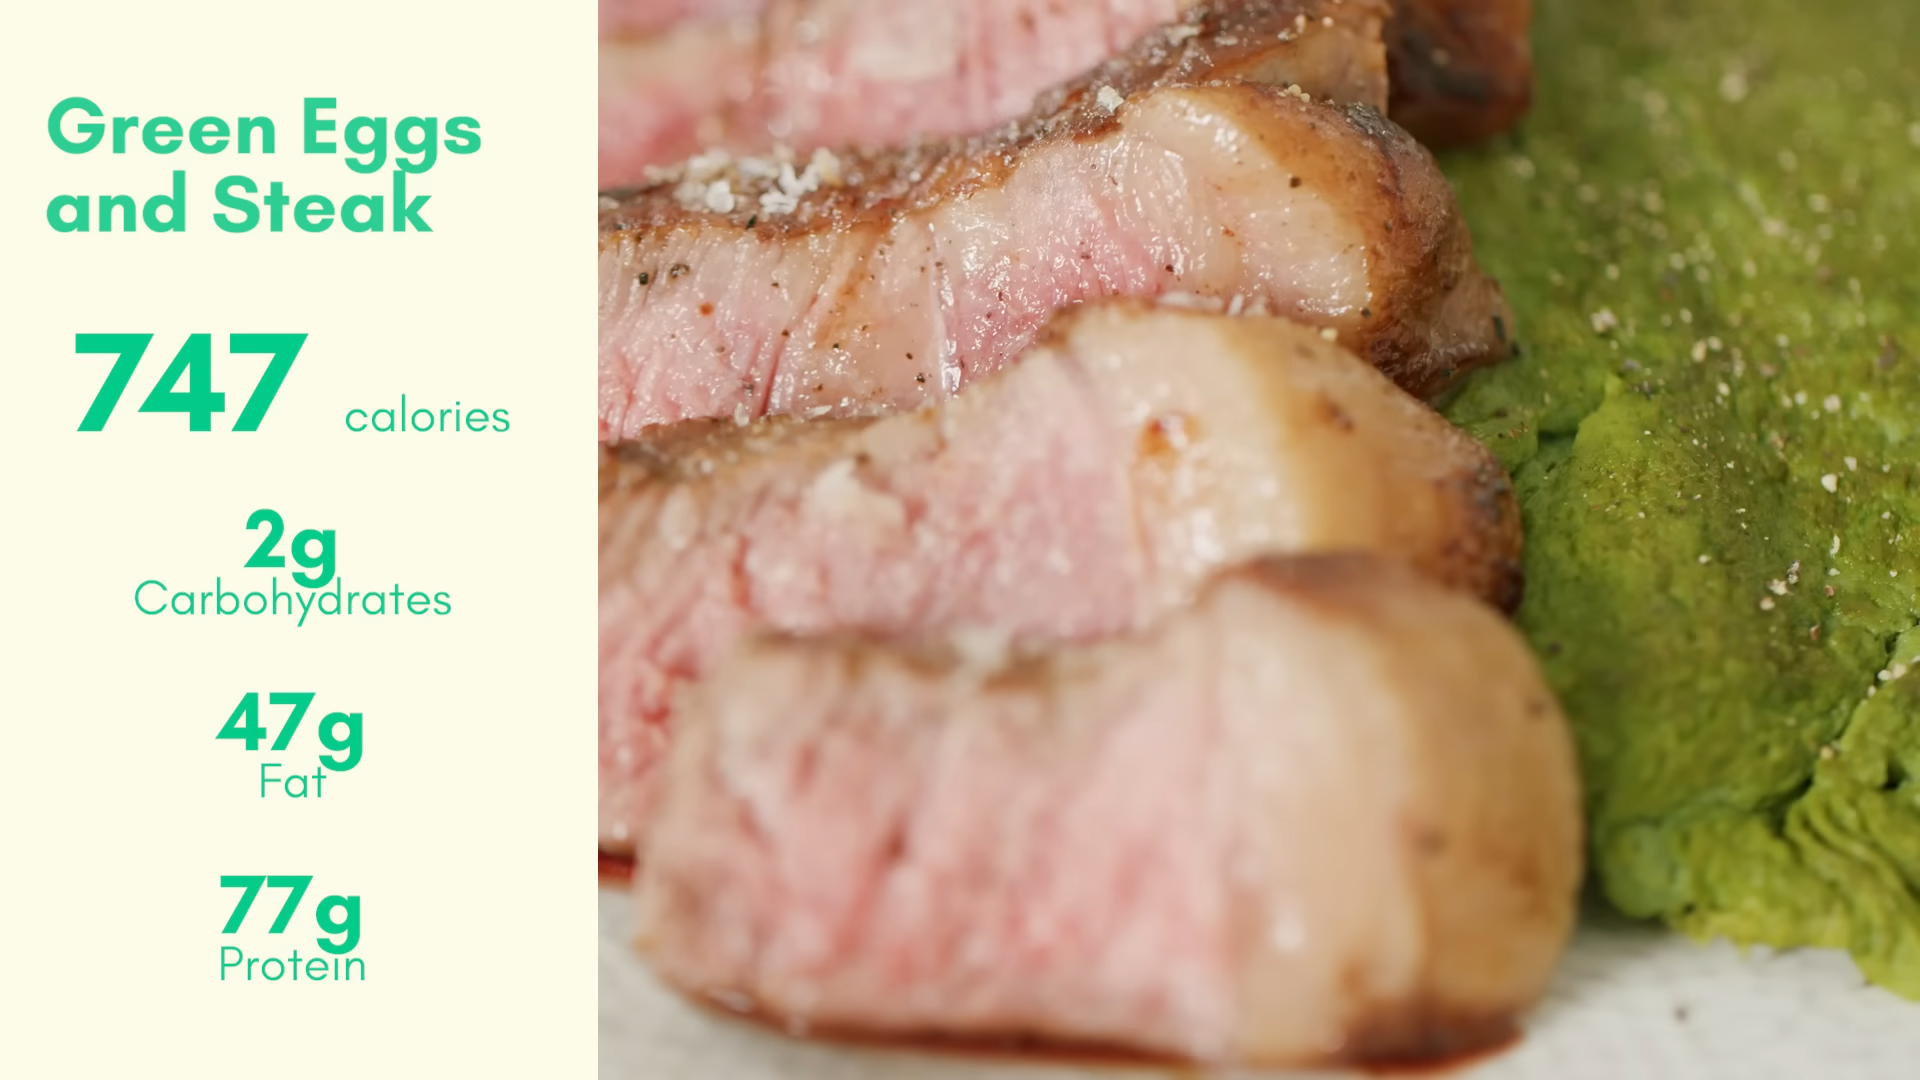 Green Eggs
and Steak
747 calories
2g
Carbohydrates
47g
Fat
77g
Protein